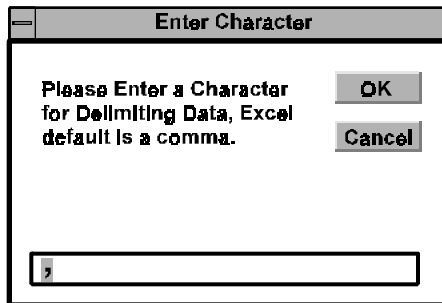 Enter Character
Please Enter a Character
for Delimiting Data, Excel
default is a comma.
OK
Cancel
,